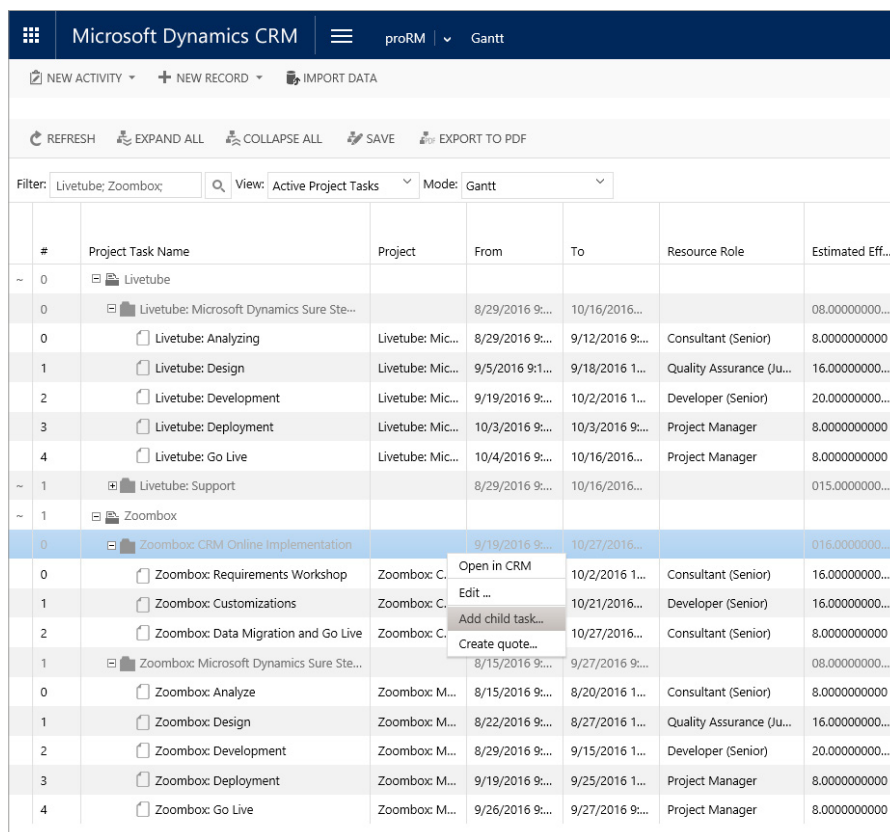 Microsoft Dynamics CRM proRM Gantt
NEW ACTIVITY NEW RECORD IMPORT DATA
REFRESH EXPAND ALL COLLAPSE ALL SAVE EXPORT TO PDF
Filter: Livetube; Zoombox; View: Active Project Tasks Mode: Gantt
# Project Task Name Project From To Resource Role Estimated Eff...
~ 0 Livetube
0 Livetube: Microsoft Dynamics Sure Ste... 8/29/2016 9:... 10/16/2016... 08.00000000...
0 Livetube: Analyzing Livetube: Mic... 8/29/2016 9:... 9/12/2016 9:... Consultant (Senior) 8.0000000000
1 Livetube: Design Livetube: Mic... 9/5/2016 9:1... 9/18/2016 1... Quality Assurance (Ju... 16.00000000...
2 Livetube: Development Livetube: Mic... 9/19/2016 9:... 10/2/2016 1... Developer (Senior) 20.00000000...
3 Livetube: Deployment Livetube: Mic... 10/3/2016 9:... 10/3/2016 9:... Project Manager 8.0000000000
4 Livetube: Go Live Livetube: Mic... 10/4/2016 9:... 10/16/2016... Project Manager 8.0000000000
~ 1 Livetube: Support 8/29/2016 9:... 10/16/2016... 015.0000000...
~ 1 Zoombox
0 Zoombox: CRM Online Implementation 9/19/2016 9:... 10/27/2016... 016.0000000...
Open in CRM
0 Zoombox: Requirements Workshop Zoombox: C... 10/2/2016 1... Consultant (Senior) 16.00000000...
Edit ...
1 Zoombox: Customizations Zoombox: C... 10/21/2016... Developer (Senior) 16.00000000...
Add child task...
2 Zoombox: Data Migration and Go Live Zoombox: C... 10/27/2016... Consultant (Senior) 8.0000000000
Create quote...
1 Zoombox: Microsoft Dynamics Sure Ste... 8/15/2016 9:... 9/27/2016 9:... 08.00000000...
0 Zoombox: Analyze Zoombox: M... 8/15/2016 9:... 8/20/2016 1... Consultant (Senior) 8.0000000000
1 Zoombox: Design Zoombox: M... 8/22/2016 9:... 8/27/2016 1... Quality Assurance (Ju... 16.00000000...
2 Zoombox: Development Zoombox: M... 8/29/2016 9:... 9/15/2016 1... Developer (Senior) 20.00000000...
3 Zoombox: Deployment Zoombox: M... 9/19/2016 9:... 9/25/2016 1... Project Manager 8.0000000000
4 Zoombox: Go Live Zoombox: M... 9/26/2016 9:... 9/27/2016 9:... Project Manager 8.0000000000